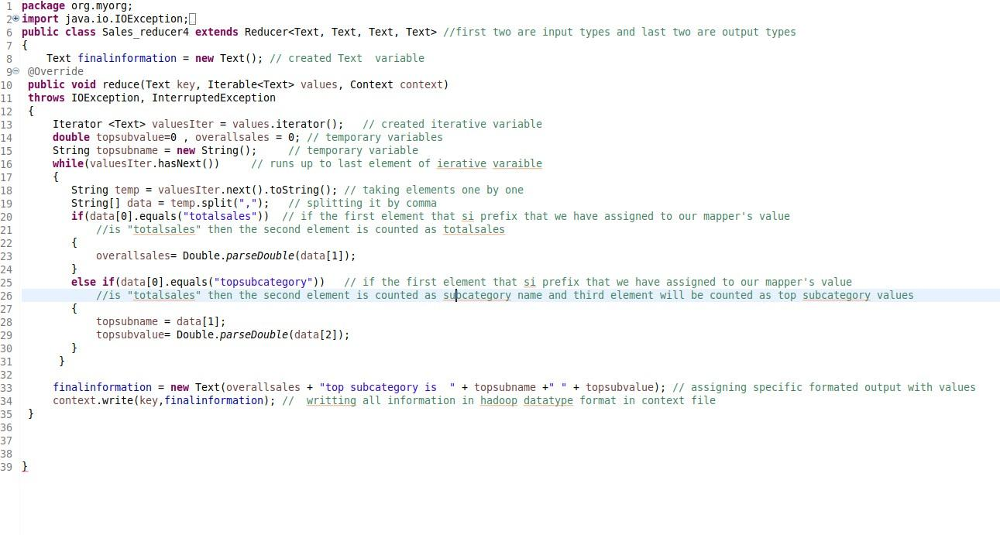 1 package org.myorg;
2 import java.io.IOException;
6 public class Sales_reducer4 extends Reducer<Text, Text, Text, Text> //first two are input types and last two are output types
7 {
8 Text finalinformation = new Text(); // created Text  variable
9 @Override
10 public void reduce(Text key, Iterable<Text> values, Context context)
11 throws IOException, InterruptedException
12 {
13 Iterator <Text> valuesIter = values.iterator();   // created iterative variable
14 double topsubvalue=0 , overallsales = 0; // temporary variables
15 String topsubname = new String();     // temporary variable
16 while(valuesIter.hasNext())     // runs up to last element of ierative varaible
17 {
18 String temp = valuesIter.next().toString(); // taking elements one by one
19 String[] data = temp.split(",");   // splitting it by comma
20 if(data[0].equals("totalsales"))  // if the first element that si prefix that we have assigned to our mapper's value
21 //is "totalsales" then the second element is counted as totalsales
22 {
23 overallsales= Double.parseDouble(data[1]);
24 }
25 else if(data[0].equals("topsubcategory"))   // if the first element that si prefix that we have assigned to our mapper's value
26 //is "totalsales" then the second element is counted as subcategory name and third element will be counted as top subcategory values
27 {
28 topsubname = data[1];
29 topsubvalue= Double.parseDouble(data[2]);
30 }
31 }
32
33 finalinformation = new Text(overallsales + "top subcategory is  " + topsubname +" " + topsubvalue); // assigning specific formated output with values
34 context.write(key,finalinformation); //  writting all information in hadoop datatype format in context file
35 }
36
37
38
39 }